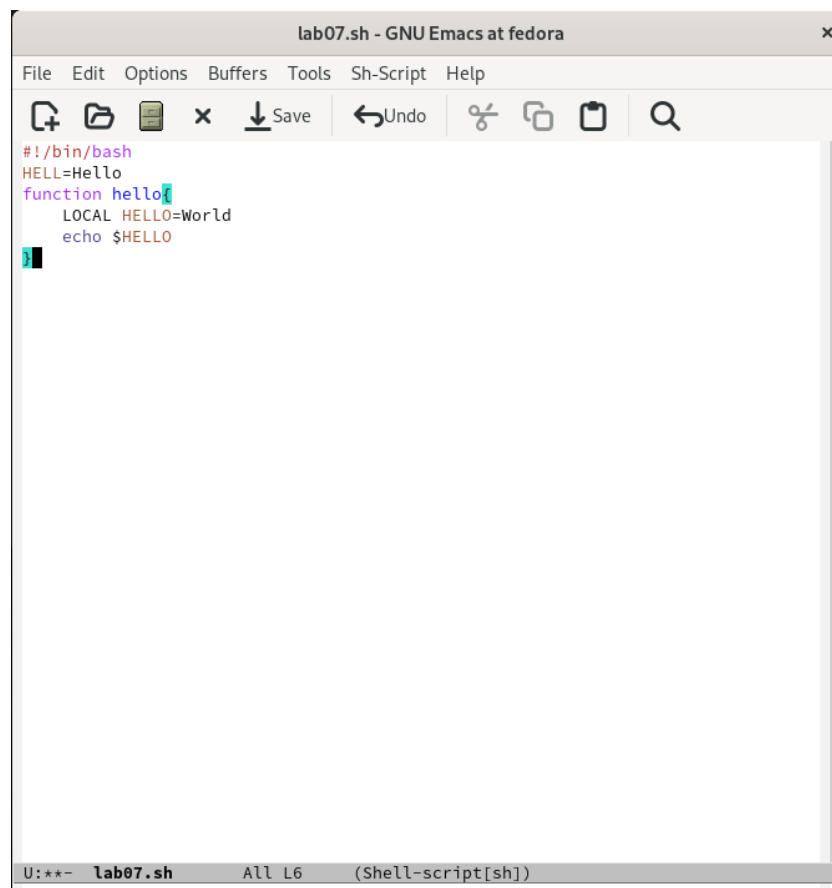 lab07.sh - GNU Emacs at fedora
File Edit Options Buffers Tools Sh-Script Help
Save Undo
#!/bin/bash
HELL=Hello
function hello{
    LOCAL HELLO=World
    echo $HELLO
}
U:**- lab07.sh All L6 (Shell-script[sh])